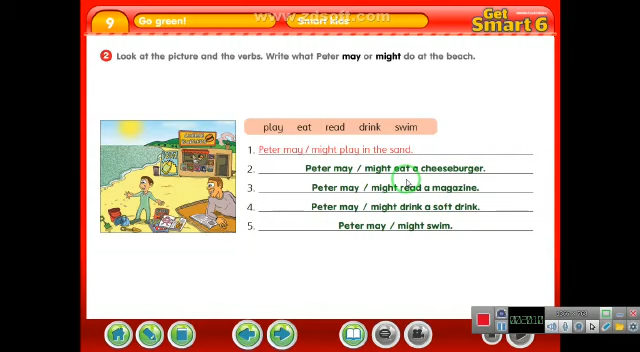 www.zdsoft.com
9 Go green! Smart Kids
Get Smart 6
2 Look at the picture and the verbs. Write what Peter may or might do at the beach.
play eat read drink swim
1. Peter may / might play in the sand.
2. Peter may / might eat a cheeseburger.
3. Peter may / might read a magazine.
4. Peter may / might drink a soft drink.
5. Peter may / might swim.